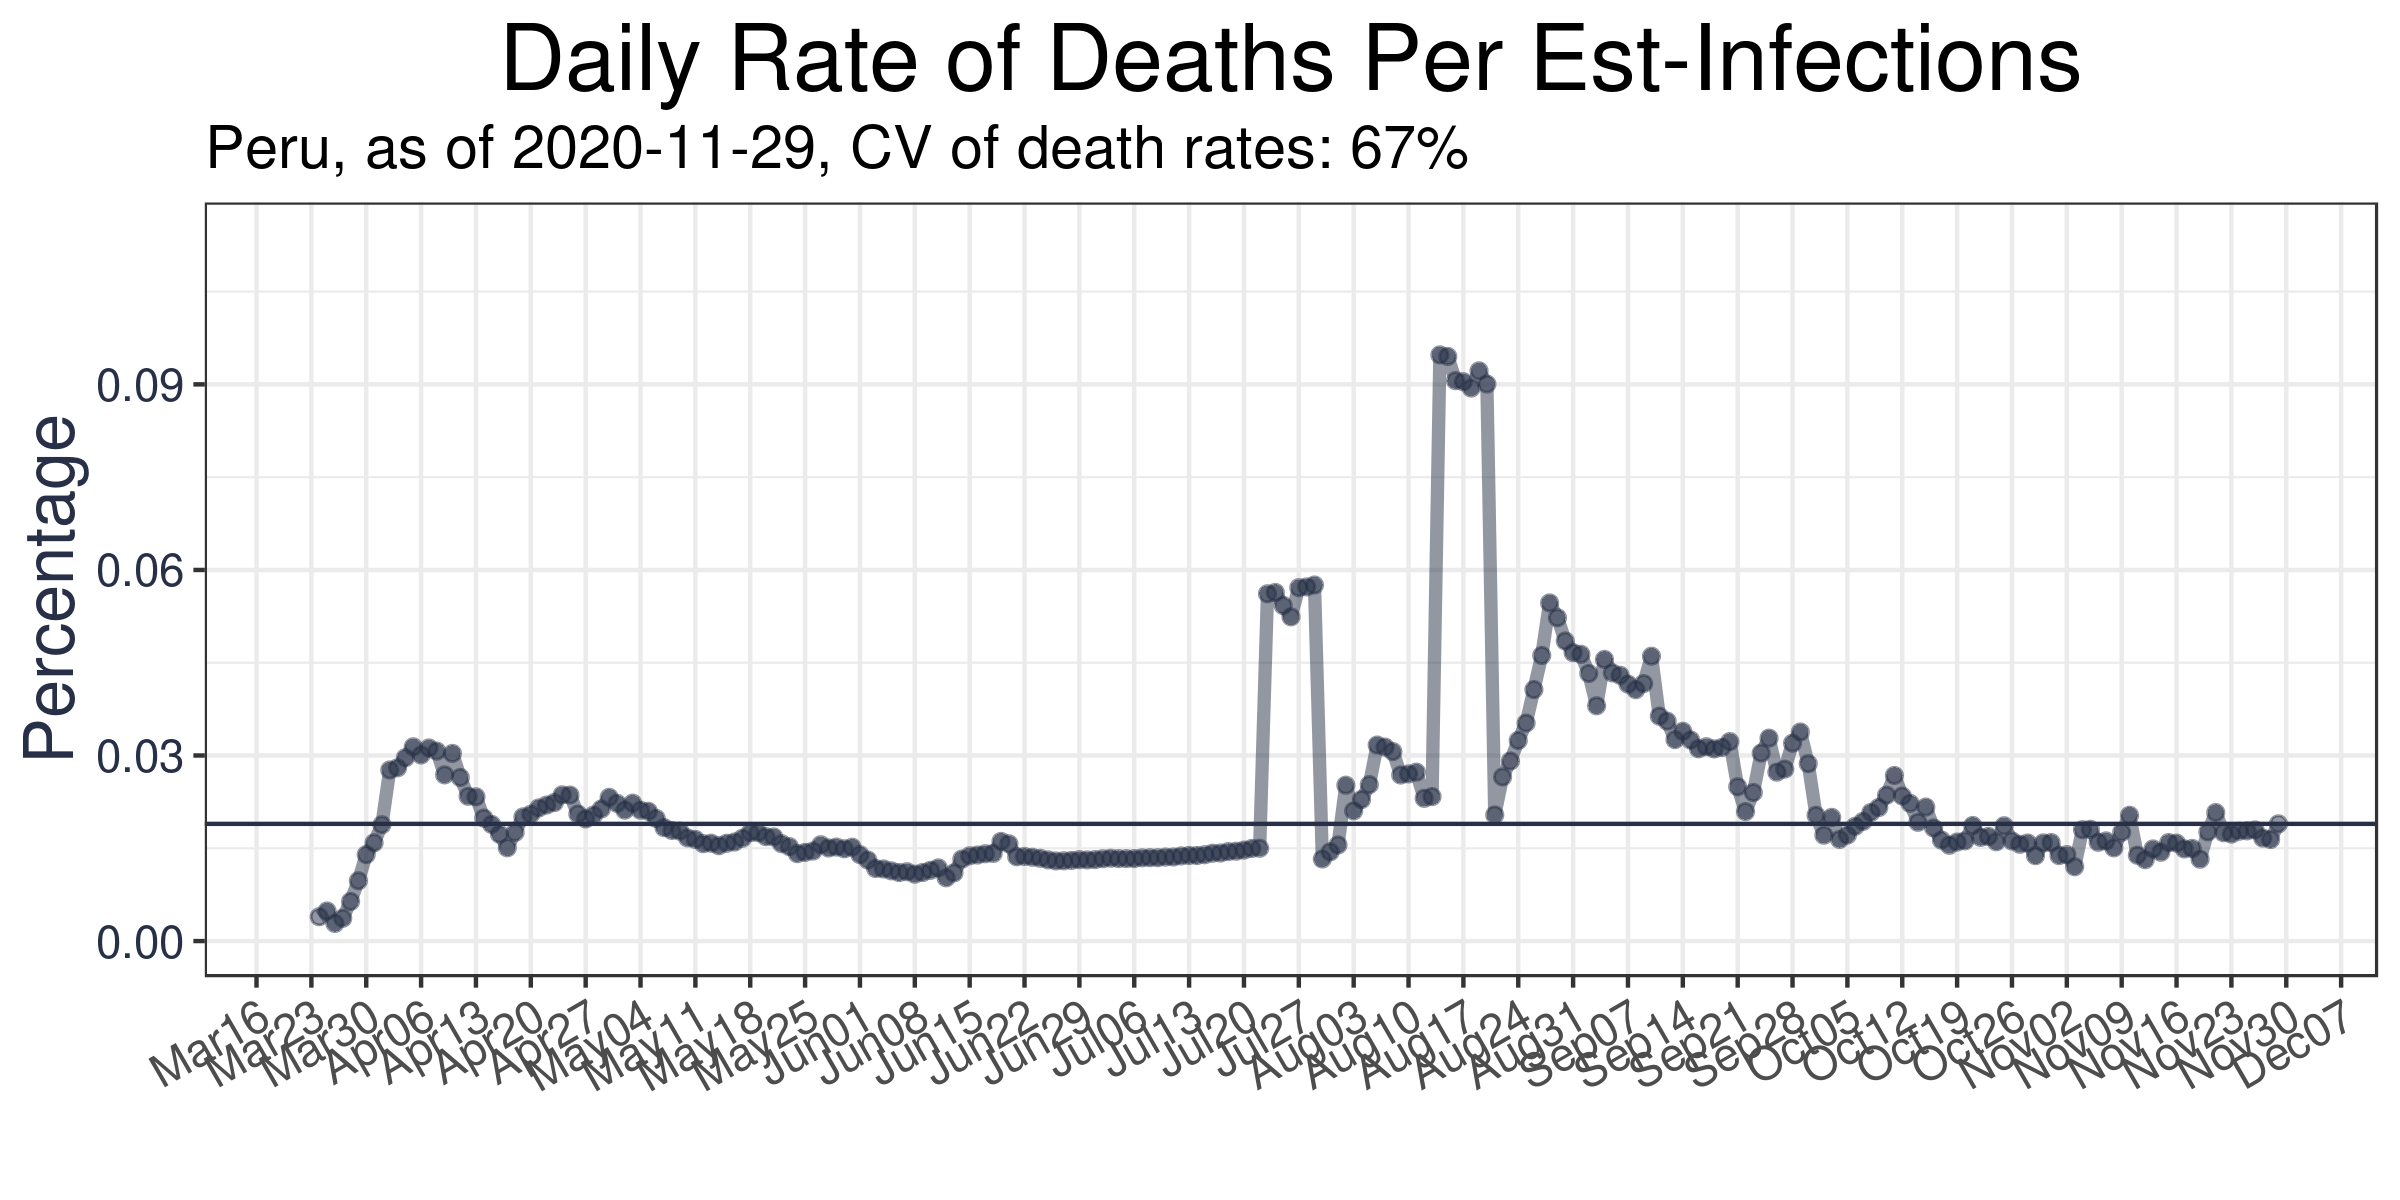 Daily Rate of Deaths Per Est-Infections
Peru, as of 2020-11-29, CV of death rates: 67%
Percentage
0.09
0.06
0.03
0.00
Mar16
Mar23
Mar30
Apr06
Apr13
Apr20
Apr27
May04
May11
May18
May25
Jun01
Jun08
Jun15
Jun22
Jun29
Jul06
Jul13
Jul20
Jul27
Aug03
Aug10
Aug17
Aug24
Aug31
Sep07
Sep14
Sep21
Sep28
Oct05
Oct12
Oct19
Oct26
Nov02
Nov09
Nov16
Nov23
Nov30
Dec07